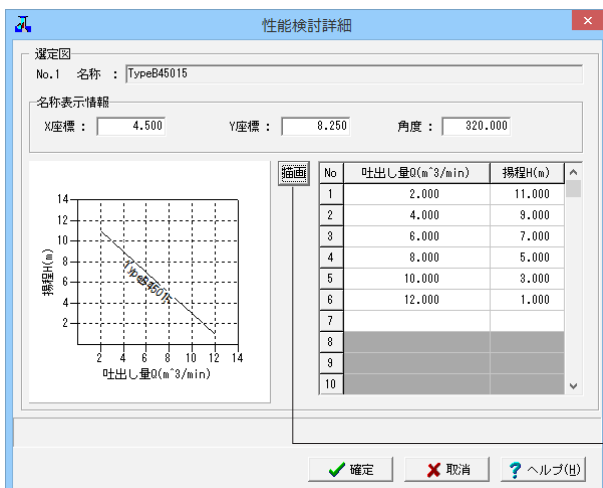 性能検討詳細
選定図
No.1 名称 : TypeB45015
名称表示情報
X座標 : 4.500 Y座標 : 8.250 角度 : 320.000
描画
14
12
10
8
6
4
2
揚程H(m)
TypeB45015
2 4 6 8 10 12 14
吐出し量Q(m^3/min)
No 吐出し量Q(m^3/min) 揚程H(m)
1 2.000 11.000
2 4.000 9.000
3 6.000 7.000
4 8.000 5.000
5 10.000 3.000
6 12.000 1.000
7
8
9
10
確定 取消 ヘルプ(H)